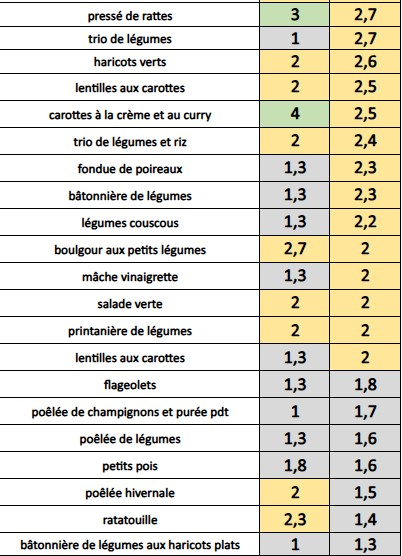 pressé de rattes 3 2,7
trio de légumes 1 2,7
haricots verts 2 2,6
lentilles aux carottes 2 2,5
carottes à la crème et au curry 4 2,5
trio de légumes et riz 2 2,4
fondue de poireaux 1,3 2,3
bâtonnière de légumes 1,3 2,3
légumes couscous 1,3 2,2
boulgour aux petits légumes 2,7 2
mâche vinaigrette 1,3 2
salade verte 2 2
printanière de légumes 2 2
lentilles aux carottes 1,3 2
flageolets 1,3 1,8
poêlée de champignons et purée pdt 1 1,7
poêlée de légumes 1,3 1,6
petits pois 1,8 1,6
poêlée hivernale 2 1,5
ratatouille 2,3 1,4
bâtonnière de légumes aux haricots plats 1 1,3